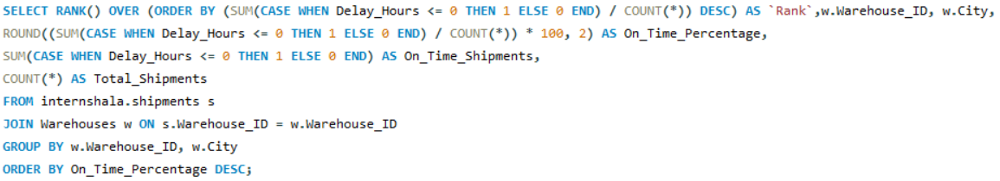 SELECT RANK() OVER (ORDER BY (SUM(CASE WHEN Delay_Hours <= 0 THEN 1 ELSE 0 END) / COUNT(*)) DESC) AS `Rank`,w.Warehouse_ID, w.City,
ROUND((SUM(CASE WHEN Delay_Hours <= 0 THEN 1 ELSE 0 END) / COUNT(*)) * 100, 2) AS On_Time_Percentage,
SUM(CASE WHEN Delay_Hours <= 0 THEN 1 ELSE 0 END) AS On_Time_Shipments,
COUNT(*) AS Total_Shipments
FROM internshala.shipments s
JOIN Warehouses w ON s.Warehouse_ID = w.Warehouse_ID
GROUP BY w.Warehouse_ID, w.City
ORDER BY On_Time_Percentage DESC;